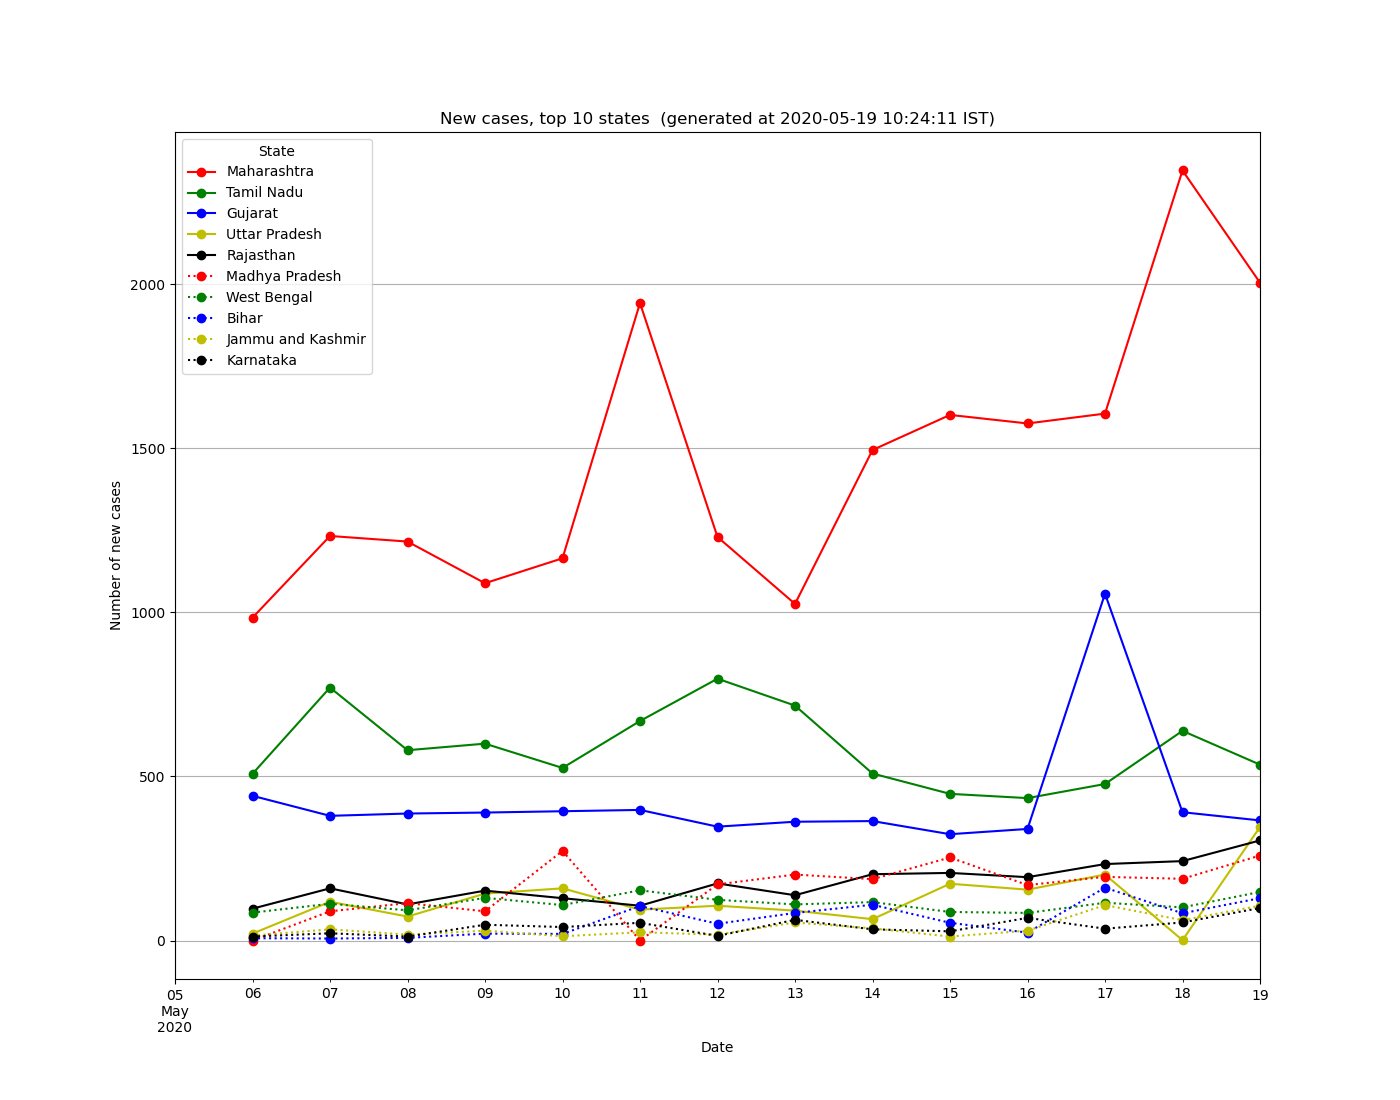 New cases, top 10 states  (generated at 2020-05-19 10:24:11 IST)
State
Maharashtra
Tamil Nadu
Gujarat
Uttar Pradesh
Rajasthan
Madhya Pradesh
West Bengal
Bihar
Jammu and Kashmir
Karnataka
Number of new cases
2000
1500
1000
500
0
05 06 07 08 09 10 11 12 13 14 15 16 17 18 19
May
2020
Date